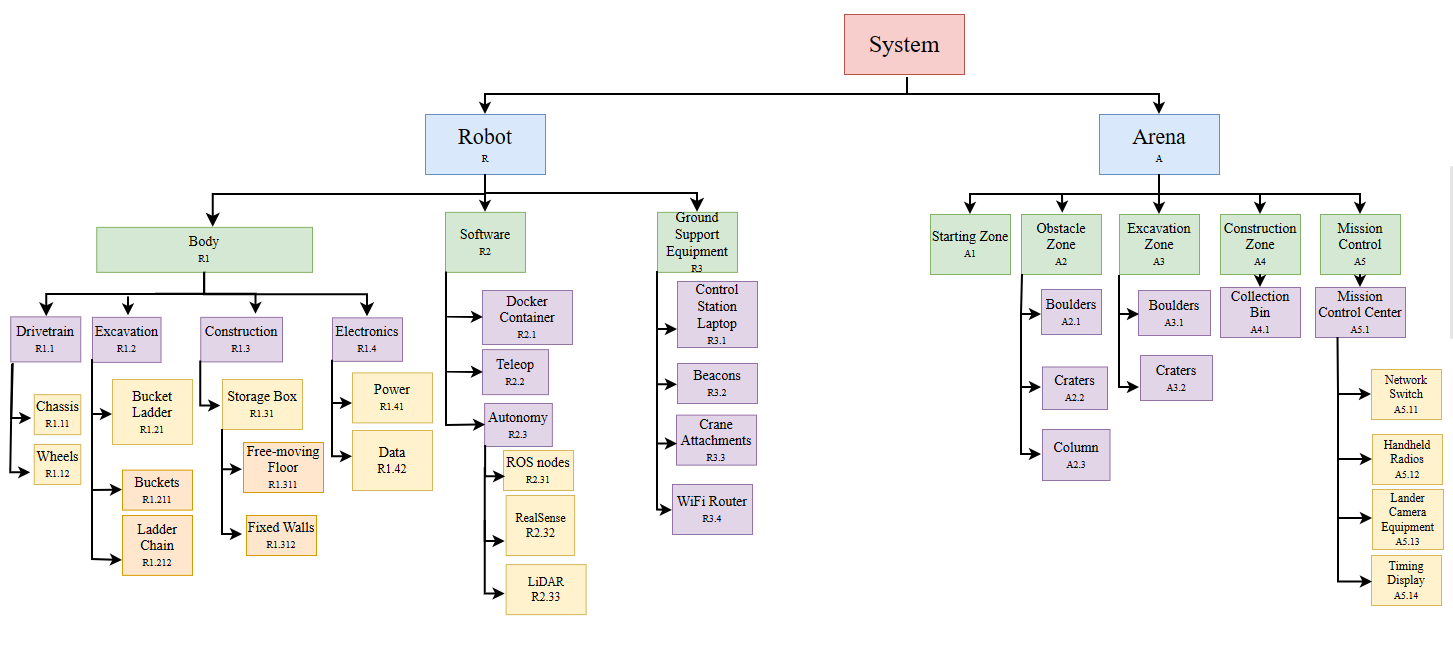 System
Robot
R
Arena
A
Body
R1
Software
R2
Ground
Support
Equipment
R3
Starting Zone
A1
Obstacle
Zone
A2
Excavation
Zone
A3
Construction
Zone
A4
Mission
Control
A5
Drivetrain
R1.1
Chassis
R1.11
Wheels
R1.12
Excavation
R1.2
Bucket
Ladder
R1.21
Buckets
R1.211
Ladder
Chain
R1.212
Construction
R1.3
Storage Box
R1.31
Free-moving
Floor
R1.311
Fixed Walls
R1.312
Electronics
R1.4
Power
R1.41
Data
R1.42
Docker
Container
R2.1
Teleop
R2.2
Autonomy
R2.3
ROS nodes
R2.31
RealSense
R2.32
LiDAR
R2.33
Control
Station
Laptop
R3.1
Beacons
R3.2
Crane
Attachments
R3.3
WiFi Router
R3.4
Boulders
A2.1
Craters
A2.2
Column
A2.3
Boulders
A3.1
Craters
A3.2
Collection
Bin
A4.1
Mission
Control Center
A5.1
Network
Switch
A5.11
Handheld
Radios
A5.12
Lander
Camera
Equipment
A5.13
Timing
Display
A5.14